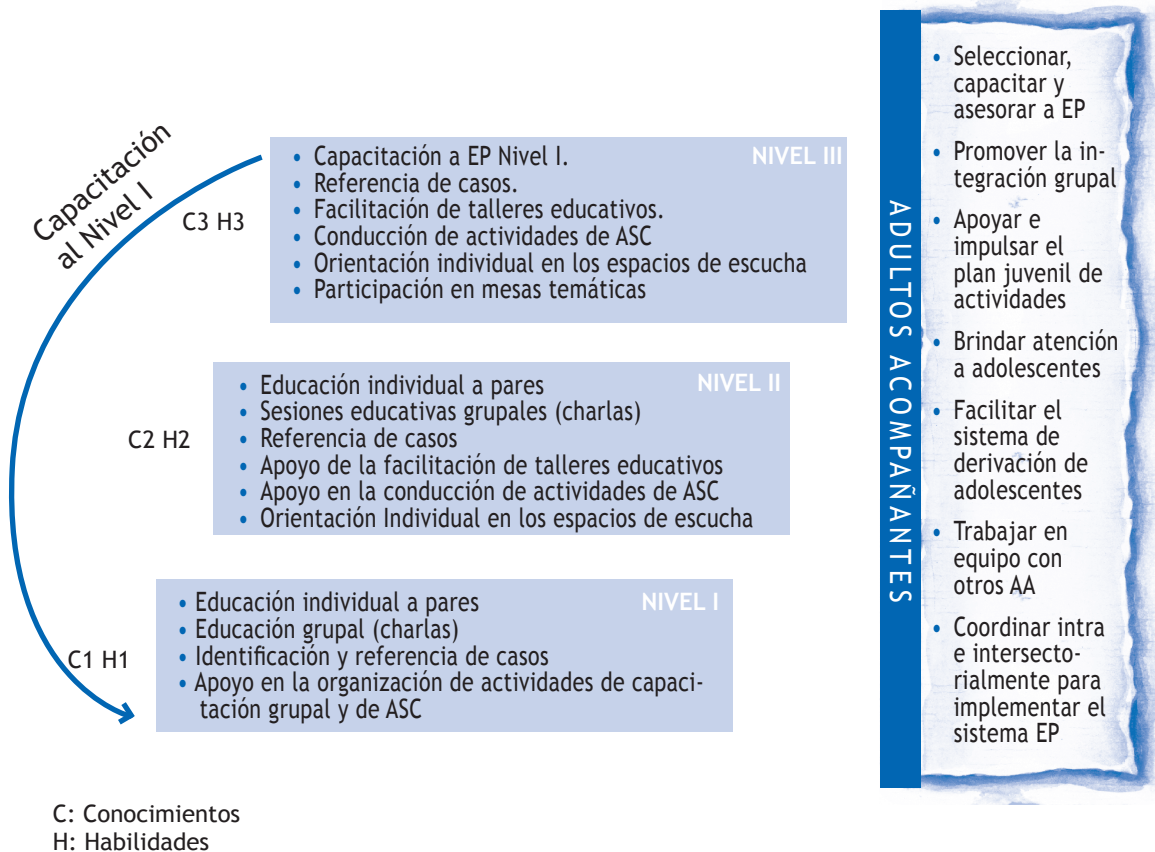 Capacitación
al Nivel I
C3 H3
NIVEL III
• Capacitación a EP Nivel I.
• Referencia de casos.
• Facilitación de talleres educativos.
• Conducción de actividades de ASC
• Orientación individual en los espacios de escucha
• Participación en mesas temáticas
C2 H2
NIVEL II
• Educación individual a pares
• Sesiones educativas grupales (charlas)
• Referencia de casos
• Apoyo de la facilitación de talleres educativos
• Apoyo en la conducción de actividades de ASC
• Orientación Individual en los espacios de escucha
C1 H1
NIVEL I
• Educación individual a pares
• Educación grupal (charlas)
• Identificación y referencia de casos
• Apoyo en la organización de actividades de capaci-
tación grupal y de ASC
C: Conocimientos
H: Habilidades
ADULTOS ACOMPAÑANTES
• Seleccionar,
capacitar y
asesorar a EP
• Promover la in-
tegración grupal
• Apoyar e
impulsar el
plan juvenil de
actividades
• Brindar atención
a adolescentes
• Facilitar el
sistema de
derivación de
adolescentes
• Trabajar en
equipo con
otros AA
• Coordinar intra
e intersecto-
rialmente para
implementar el
sistema EP